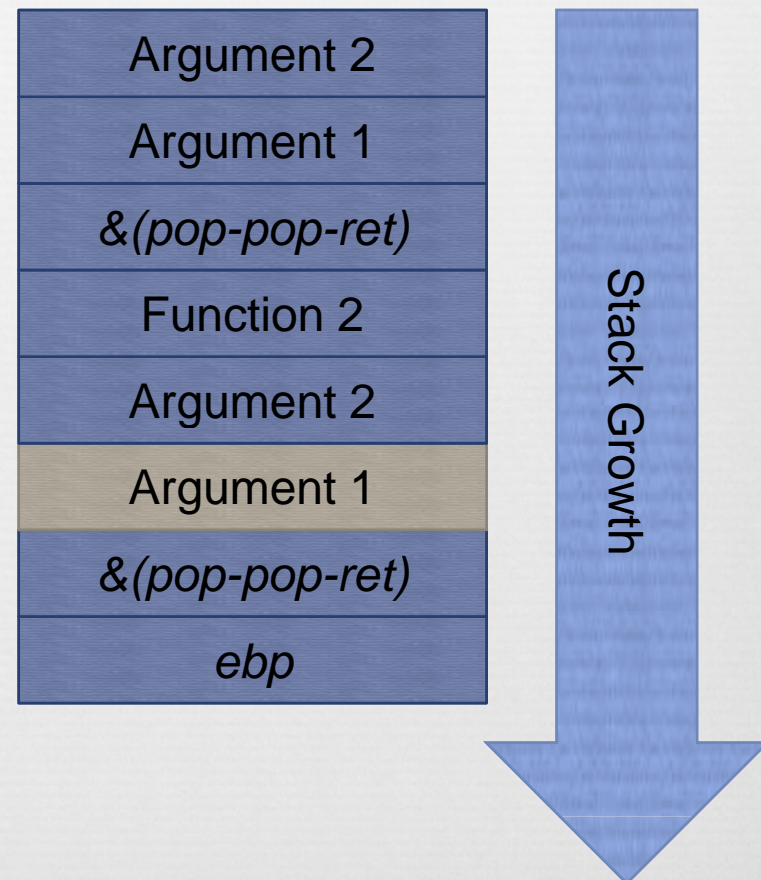 Argument 2
Argument 1
&(pop-pop-ret)
Function 2
Argument 2
Argument 1
&(pop-pop-ret)
ebp
Stack Growth